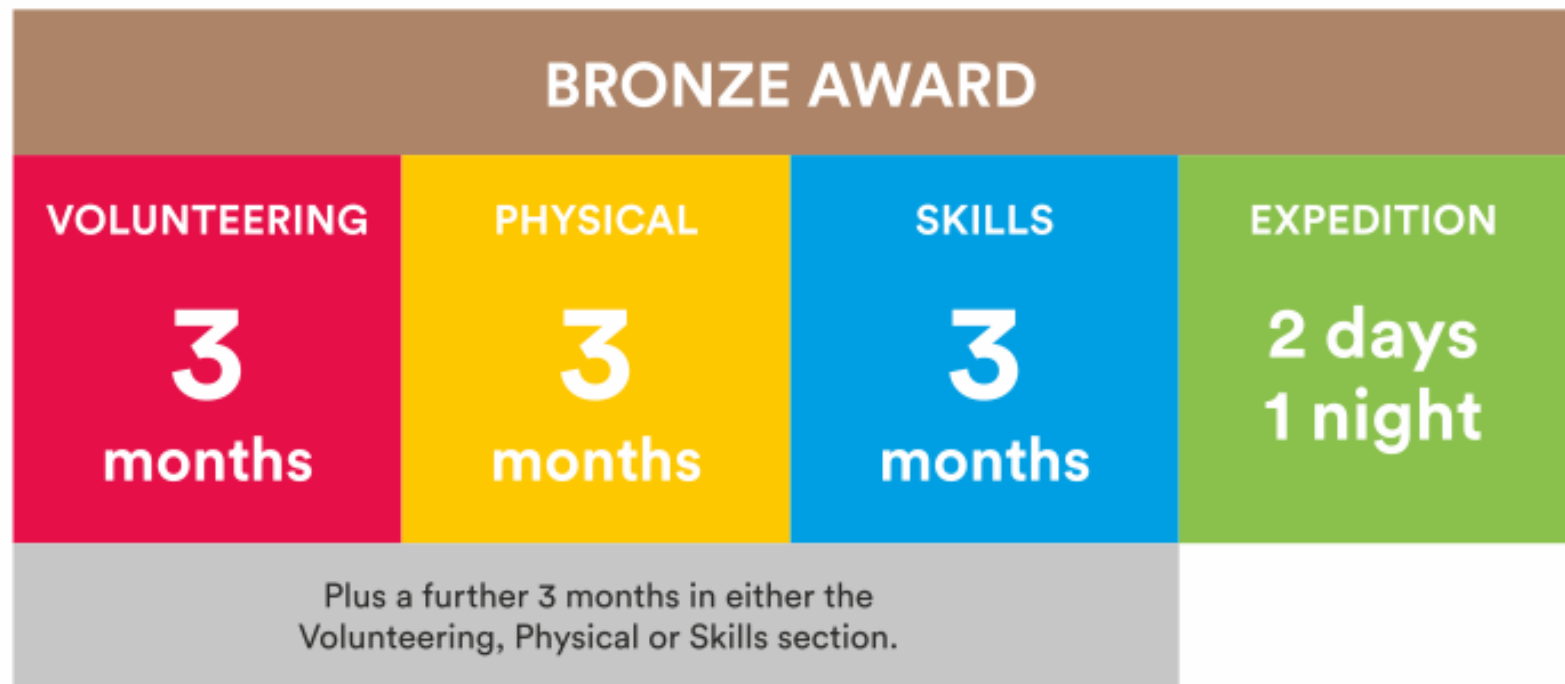 BRONZE AWARD
VOLUNTEERING
3
months
PHYSICAL
3
months
SKILLS
3
months
EXPEDITION
2 days
1 night
Plus a further 3 months in either the
Volunteering, Physical or Skills section.